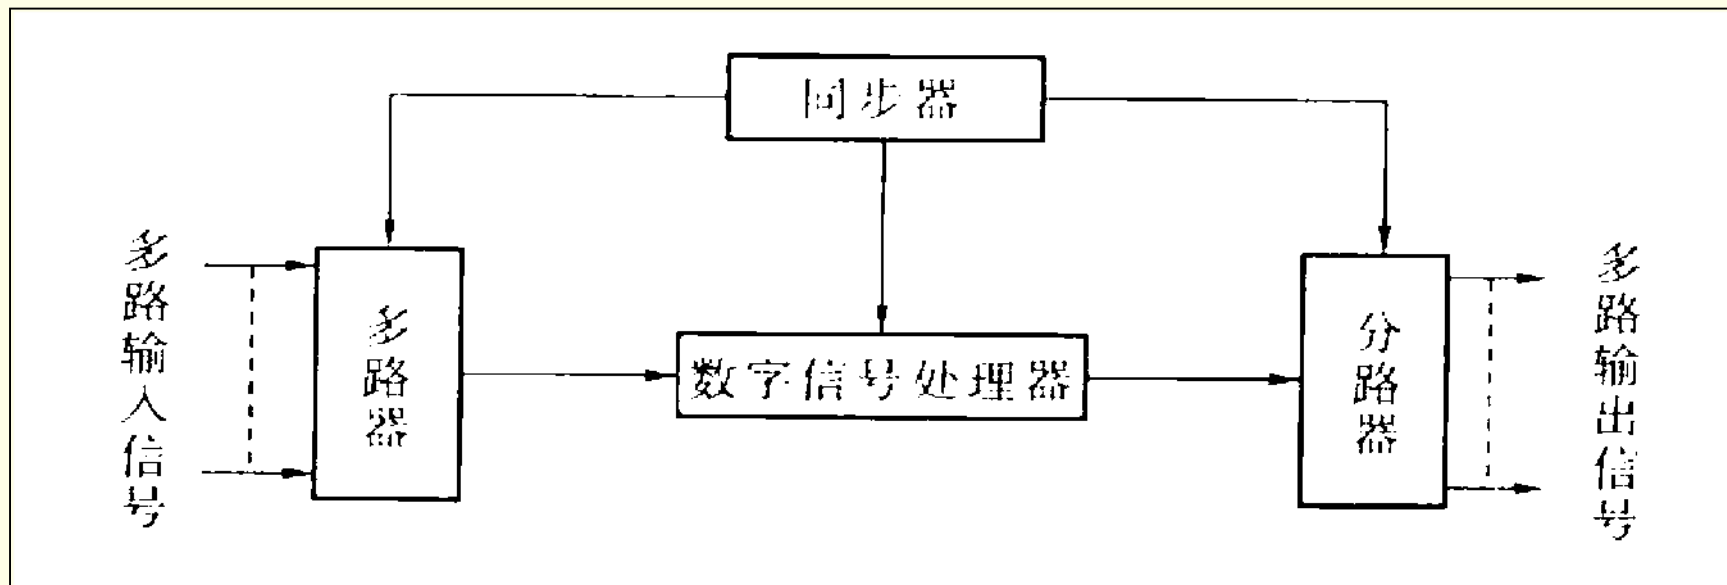 同步器
多路输入信号
多路器
数字信号处理器
分路器
多路输出信号